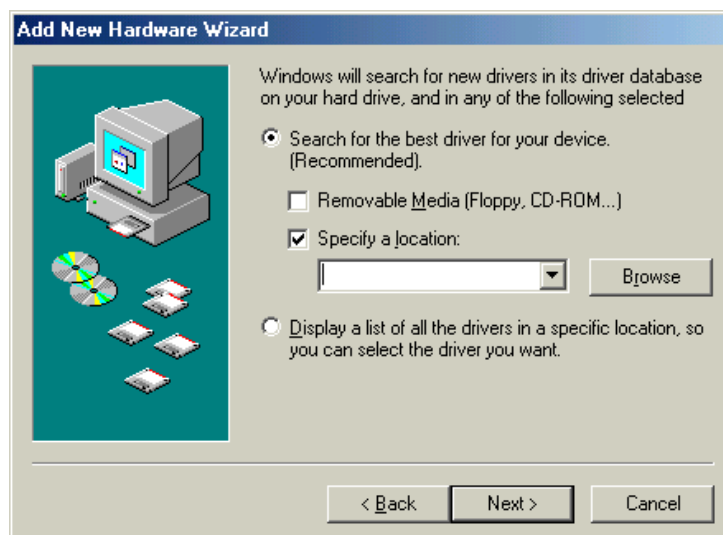 Add New Hardware Wizard
Windows will search for new drivers in its driver database
on your hard drive, and in any of the following selected
Search for the best driver for your device.
(Recommended).
Removable Media (Floppy, CD-ROM...)
Specify a location:
Browse
Display a list of all the drivers in a specific location, so
you can select the driver you want.
< Back
Next >
Cancel